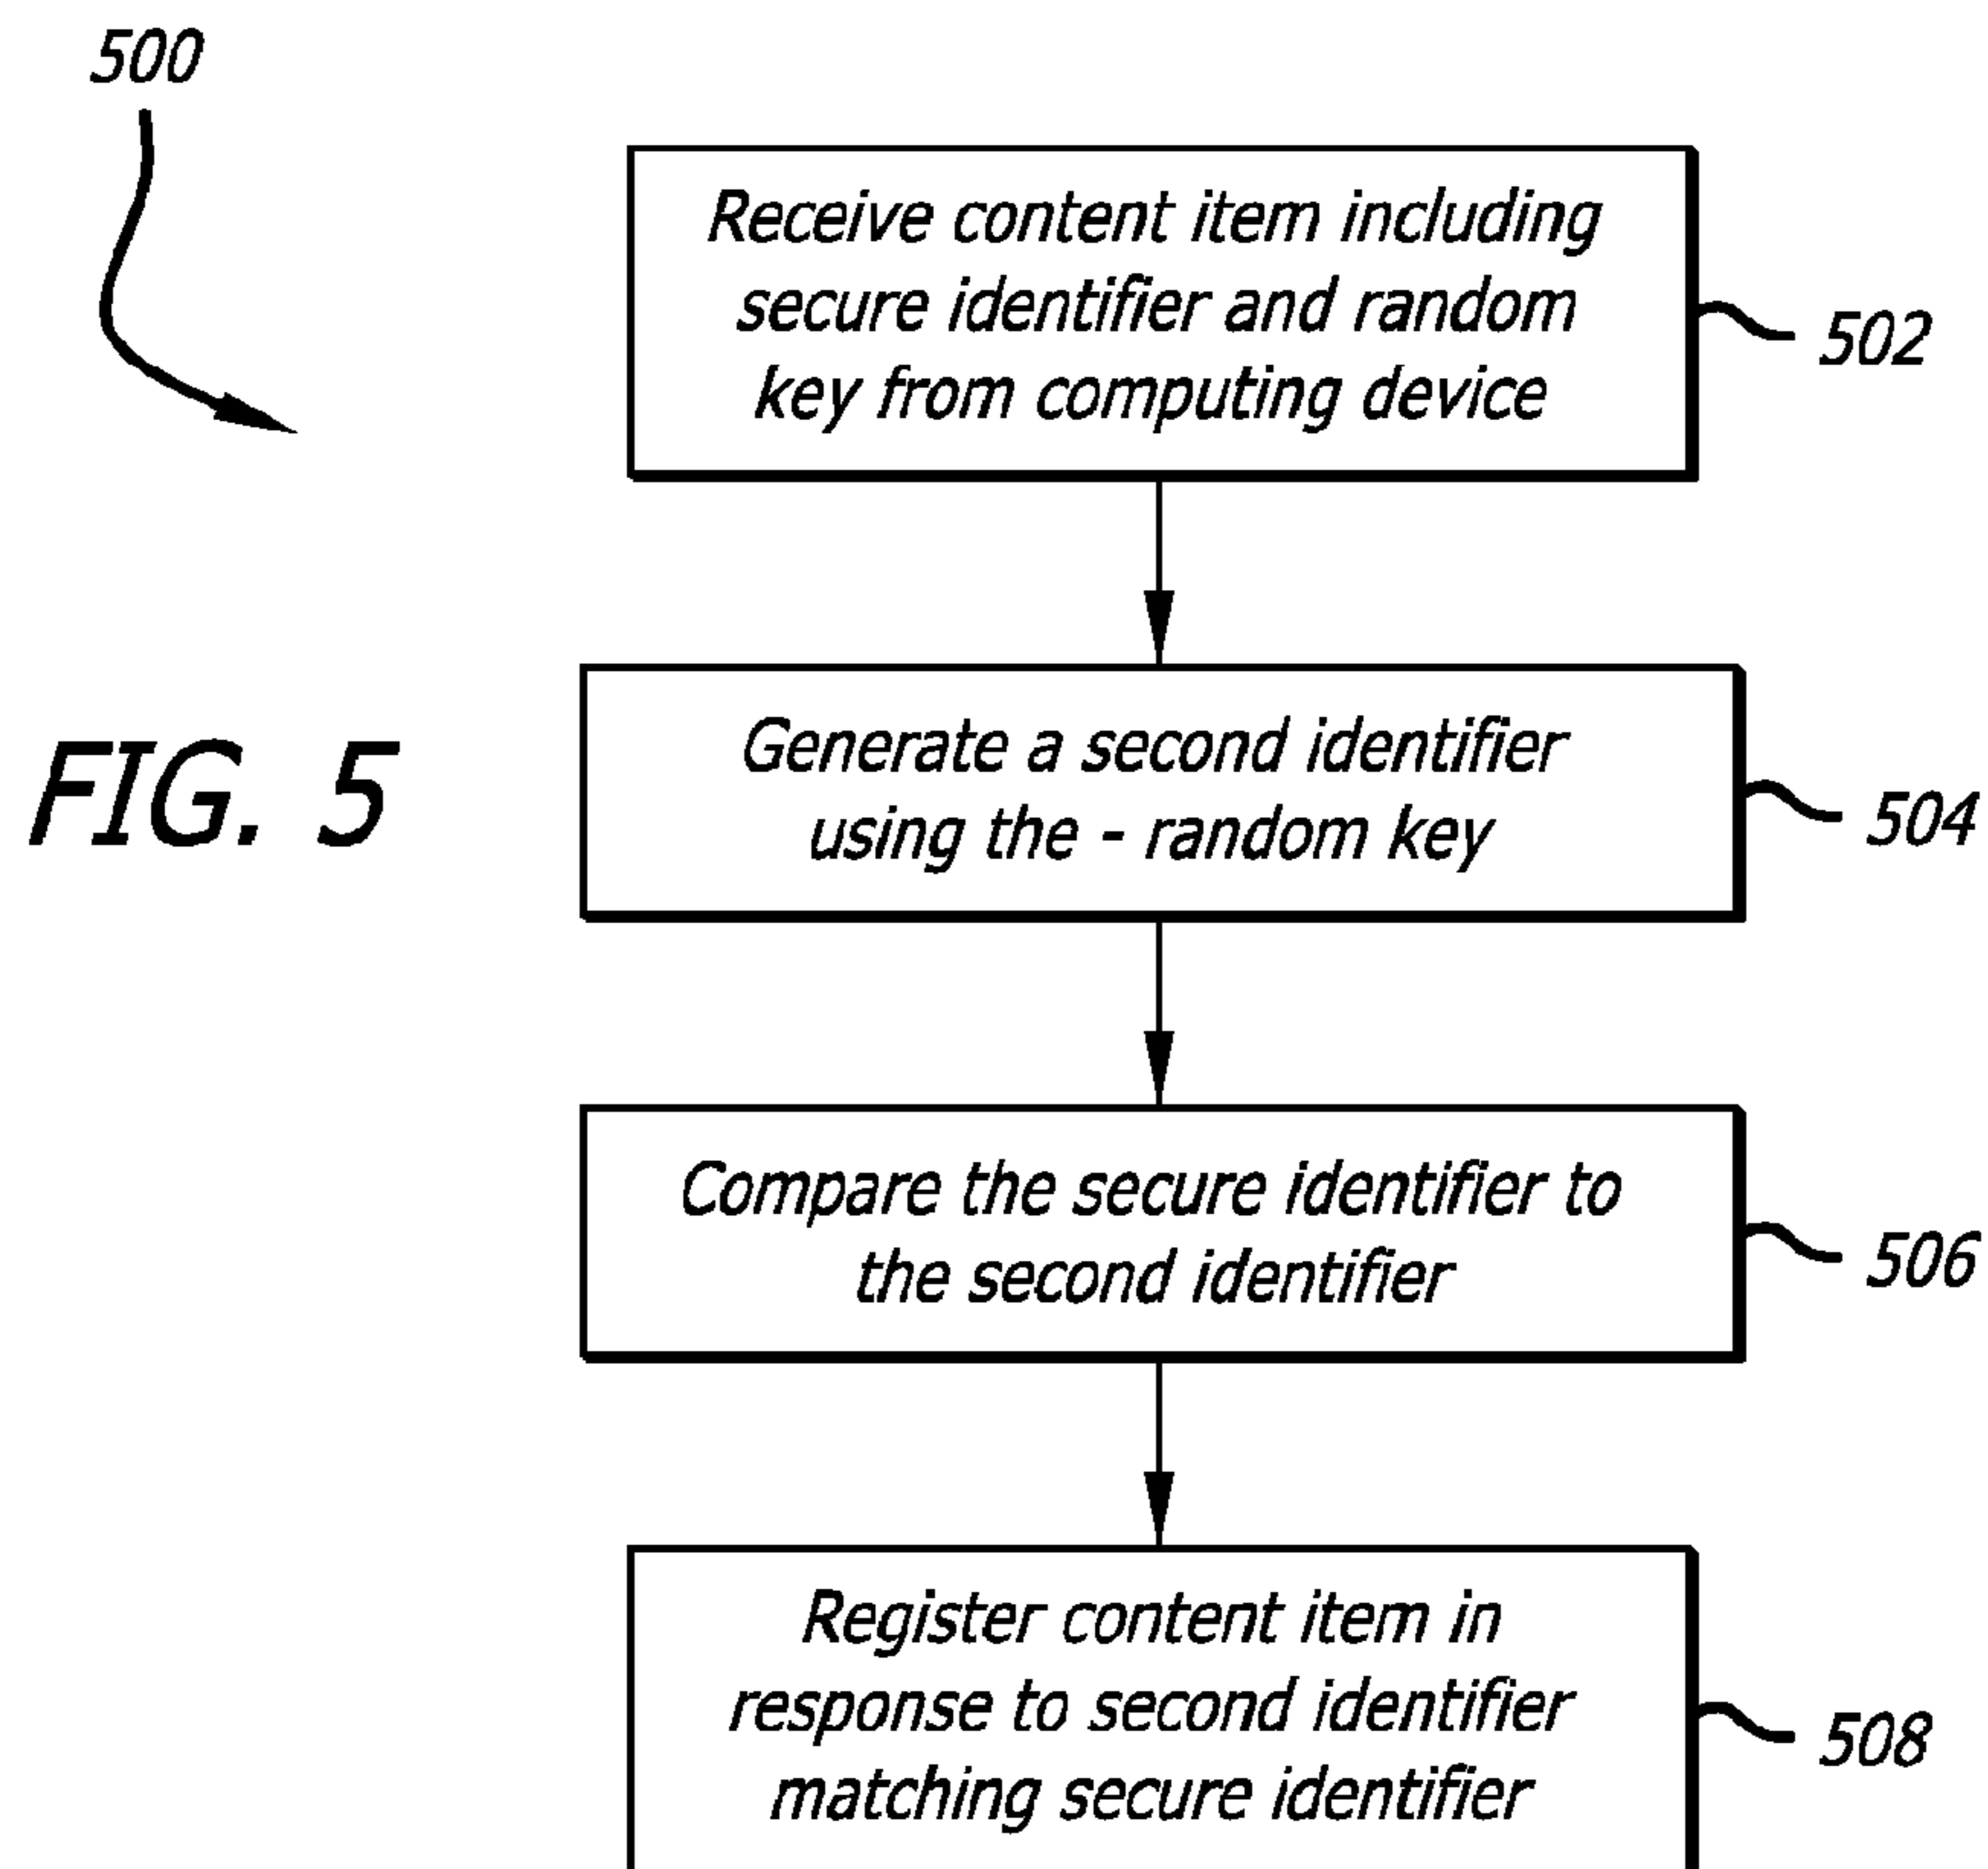 500
Receive content item including
secure identifier and random
key from computing device
502
Generate a second identifier
using the - random key
504
FIG. 5
Compare the secure identifier to
the second identifier
506
Register content item in
response to second identifier
matching secure identifier
508